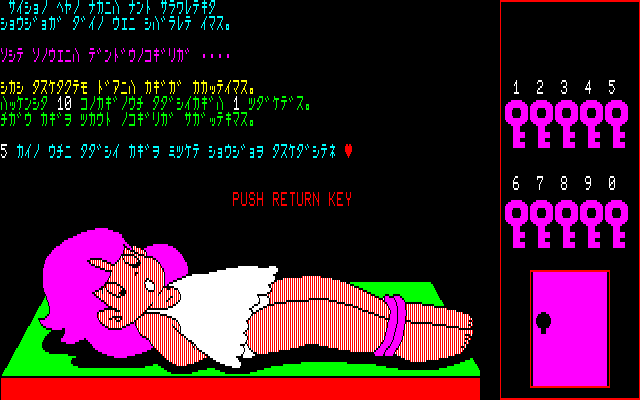 サイショノ ヘヤノ ナカニハ ナント サラワレテキタ
ショウジョガ ダイノ ウエニ シバラレテ イマス。
ソシテ ソノウエニハ デンドウノコギリガ ････
シカシ タスケタクテモ ドアニハ カギガ カカッテイマス。
ハッケンシタ 10 コノカギノウチ タダシイカギハ 1 ツダケデス。
チガウ カギヲ ツカウト ノコギリガ サガッテキマス。
5 カイノ ウチニ タダシイ カギヲ ミツケテ ショウジョヲ タスケダシテネ ♥
PUSH RETURN KEY
1 2 3 4 5
6 7 8 9 0